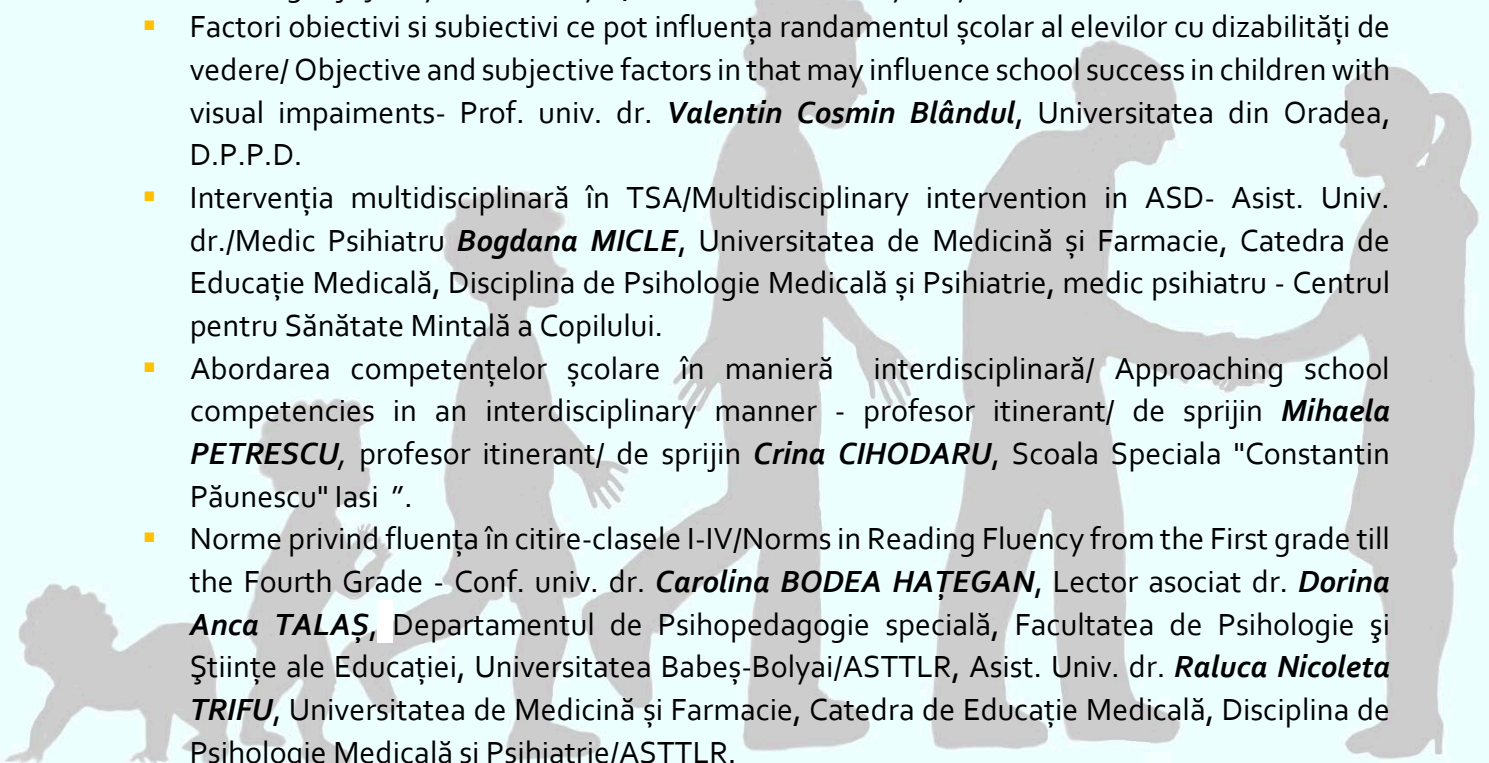 ▪ Factori obiectivi si subiectivi ce pot influența randamentul școlar al elevilor cu dizabilități de
vedere/ Objective and subjective factors in that may influence school success in children with
visual impaiments- Prof. univ. dr. Valentin Cosmin Blândul, Universitatea din Oradea,
D.P.P.D.
▪ Intervenția multidisciplinară în TSA/Multidisciplinary intervention in ASD- Asist. Univ.
dr./Medic Psihiatru Bogdana MICLE, Universitatea de Medicină și Farmacie, Catedra de
Educație Medicală, Disciplina de Psihologie Medicală și Psihiatrie, medic psihiatru - Centrul
pentru Sănătate Mintală a Copilului.
▪ Abordarea competențelor școlare în manieră interdisciplinară/ Approaching school
competencies in an interdisciplinary manner - profesor itinerant/ de sprijin Mihaela
PETRESCU, profesor itinerant/ de sprijin Crina CIHODARU, Scoala Speciala "Constantin
Păunescu" Iasi ”.
▪ Norme privind fluența în citire-clasele I-IV/Norms in Reading Fluency from the First grade till
the Fourth Grade - Conf. univ. dr. Carolina BODEA HAȚEGAN, Lector asociat dr. Dorina
Anca TALAȘ, Departamentul de Psihopedagogie specială, Facultatea de Psihologie şi
Ştiințe ale Educației, Universitatea Babeș-Bolyai/ASTTLR, Asist. Univ. dr. Raluca Nicoleta
TRIFU, Universitatea de Medicină și Farmacie, Catedra de Educație Medicală, Disciplina de
Psihologie Medicală și Psihiatrie/ASTTLR.